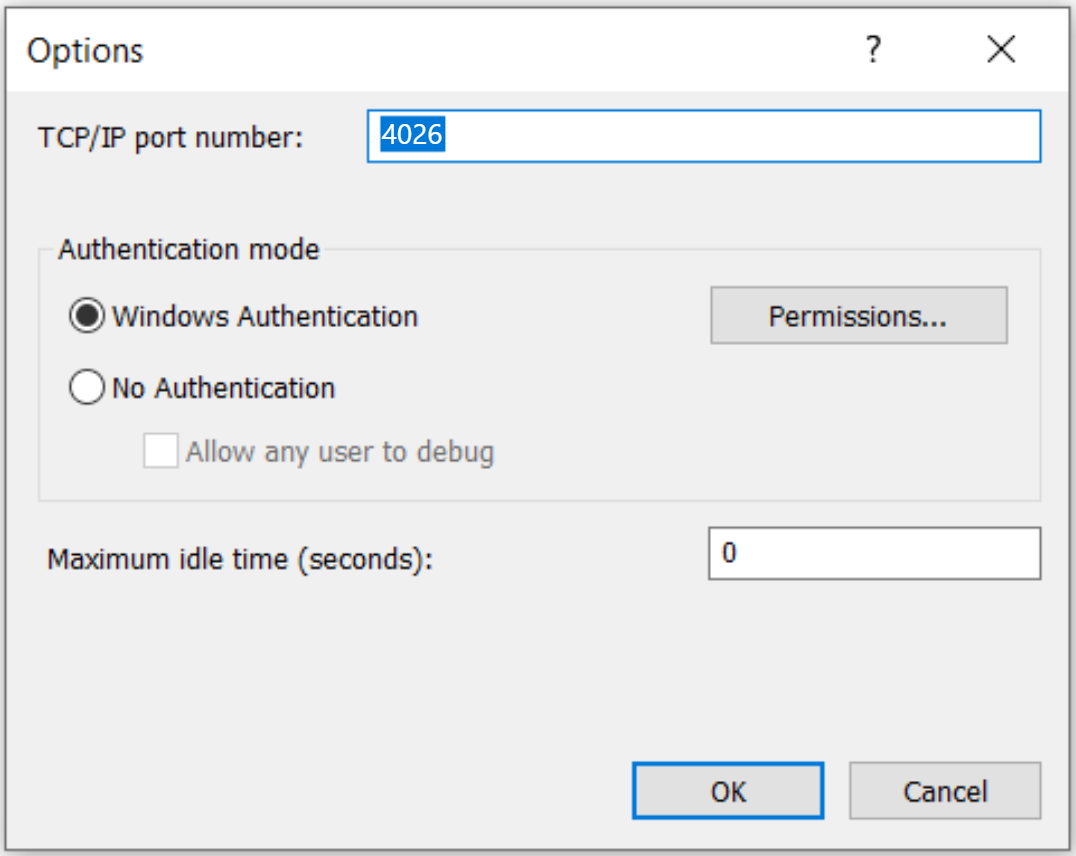 Options
?
TCP/IP port number: 4026
Authentication mode
Windows Authentication Permissions...
No Authentication
Allow any user to debug
Maximum idle time (seconds): 0
OK Cancel